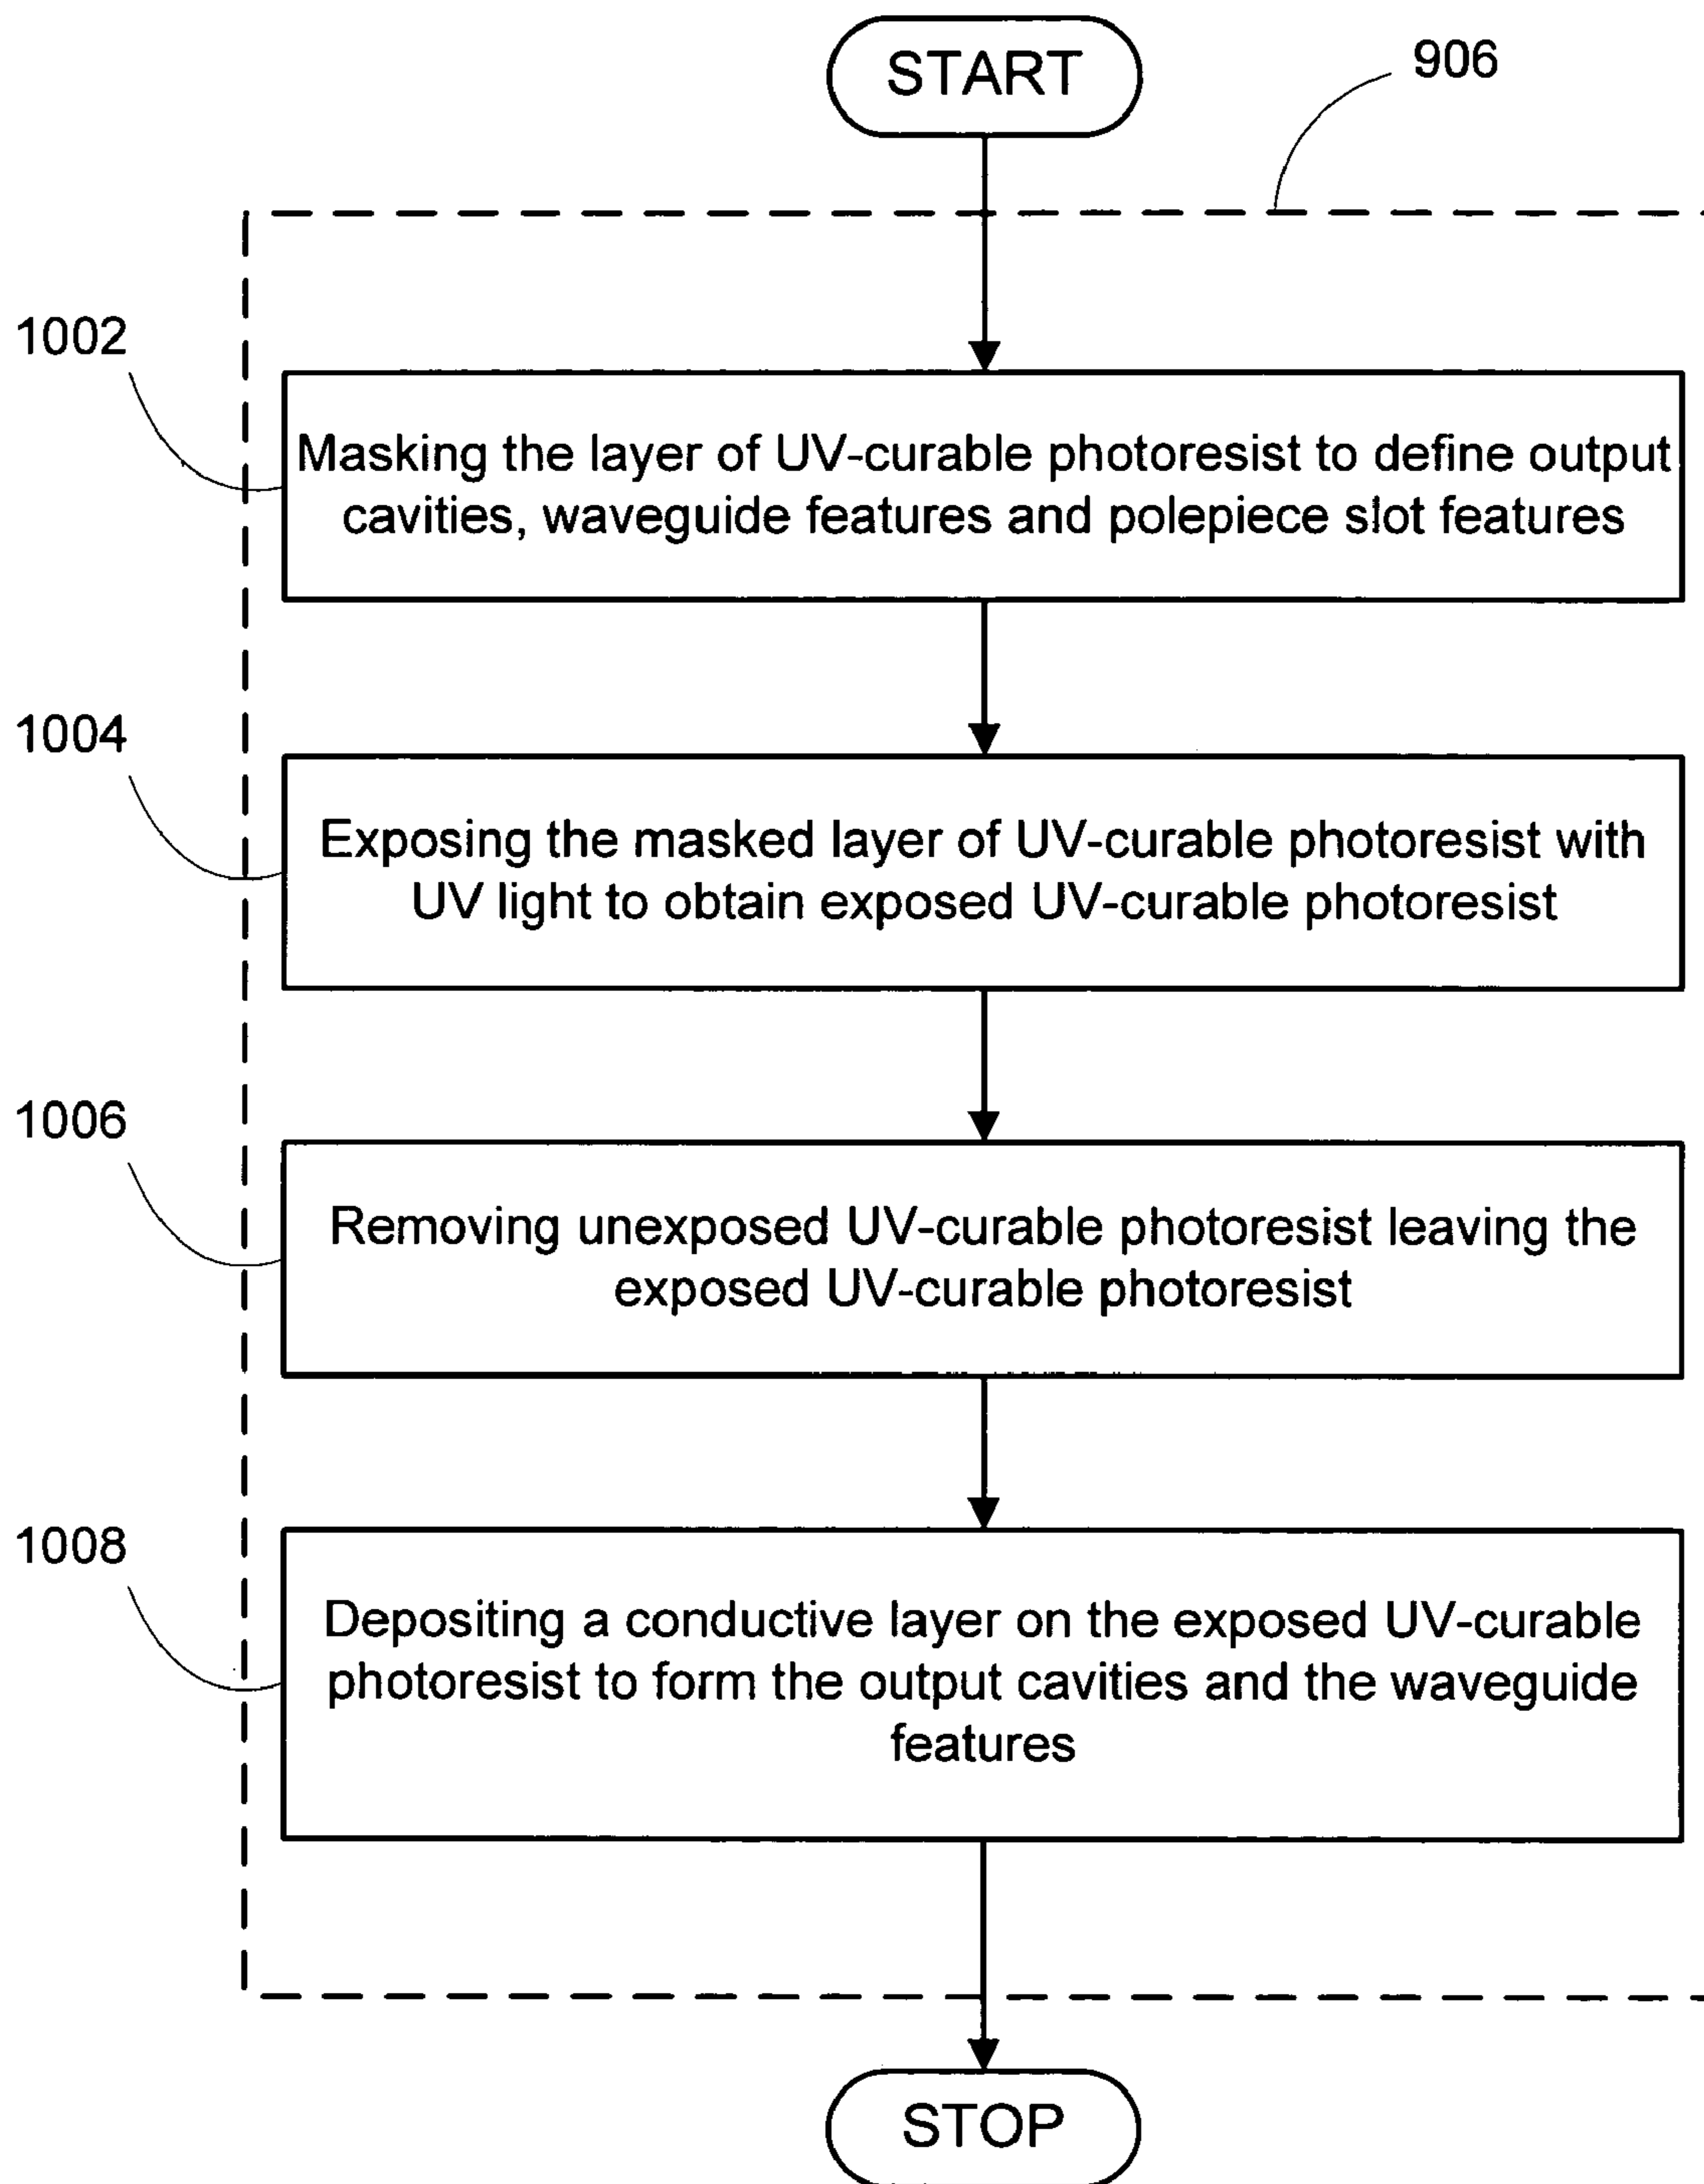 START
906
1002
Masking the layer of UV-curable photoresist to define output
cavities, waveguide features and polepiece slot features
1004
Exposing the masked layer of UV-curable photoresist with
UV light to obtain exposed UV-curable photoresist
1006
Removing unexposed UV-curable photoresist leaving the
exposed UV-curable photoresist
1008
Depositing a conductive layer on the exposed UV-curable
photoresist to form the output cavities and the waveguide
features
STOP